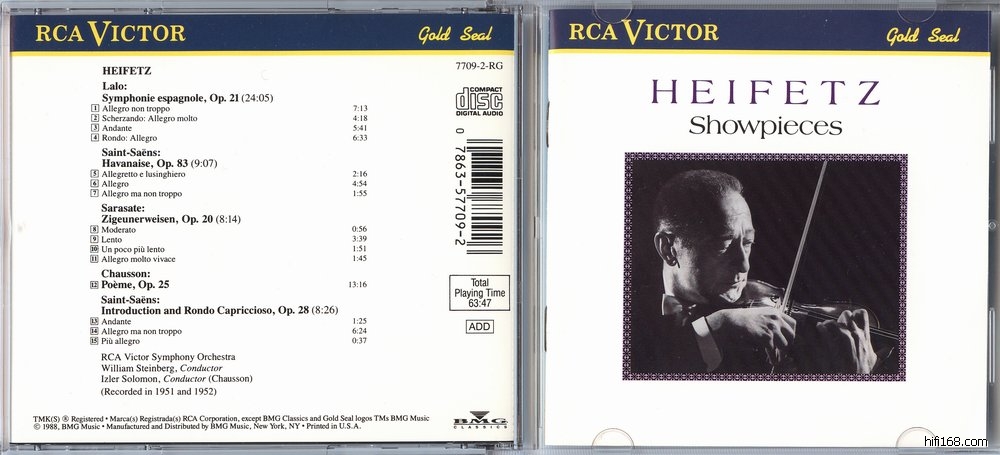 RCA VICTOR
Gold Seal
7709-2-RG
HEIFETZ
Lalo:
Symphonie espagnole, Op. 21 (24:05)
1 Allegro non troppo 7:13
2 Scherzando: Allegro molto 4:18
3 Andante 5:41
4 Rondo: Allegro 6:33
Saint-Saëns:
Havanaise, Op. 83 (9:07)
5 Allegretto e lusinghiero 2:16
6 Allegro 4:54
7 Allegro ma non troppo 1:55
Sarasate:
Zigeunerweisen, Op. 20 (8:14)
8 Moderato 0:56
9 Lento 3:39
10 Un poco più lento 1:51
11 Allegro molto vivace 1:45
Chausson:
12 Poème, Op. 25 13:16
Saint-Saëns:
Introduction and Rondo Capriccioso, Op. 28 (8:26)
13 Andante 1:25
14 Allegro ma non troppo 6:24
15 Più allegro 0:37
RCA Victor Symphony Orchestra
William Steinberg, Conductor
Izler Solomon, Conductor (Chausson)
(Recorded in 1951 and 1952)
COMPACT
disc
DIGITAL AUDIO
0 7863-57709-2
Total
Playing Time
63:47
ADD
TMK(S) ® Registered • Marca(s) Registrada(s) RCA Corporation, except BMG Classics and Gold Seal logos TMs BMG Music
© 1988, BMG Music • Manufactured and Distributed by BMG Music, New York, NY • Printed in U.S.A.
BMG
CLASSICS
RCA VICTOR
Gold Seal
HEIFETZ
Showpieces
hifi168.com